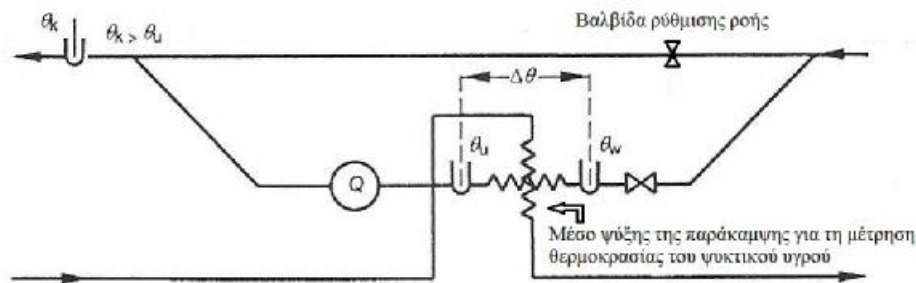 θk
θk > θu
Βαλβίδα ρύθμισης ροής
Δθ
θu
θw
Q
Μέσο ψύξης της παράκαμψης για τη μέτρηση
θερμοκρασίας του ψυκτικού υγρού